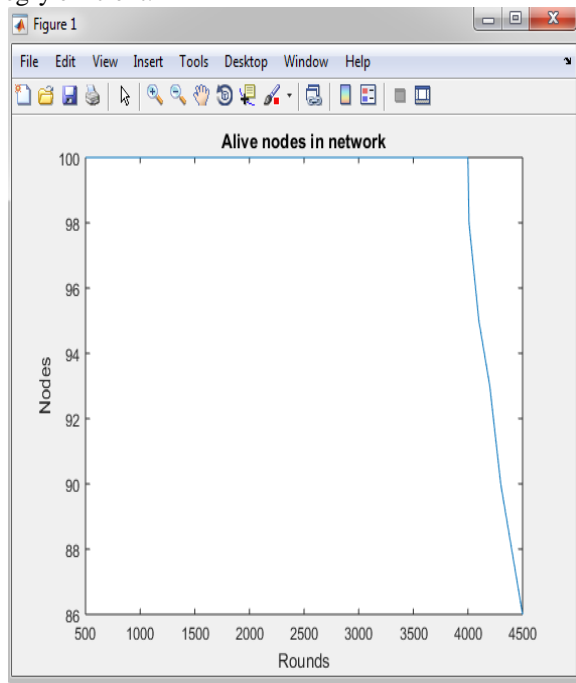 Figure 1
File Edit View Insert Tools Desktop Window Help
Alive nodes in network
100
98
96
94
92
90
88
86
Nodes
500 1000 1500 2000 2500 3000 3500 4000 4500
Rounds